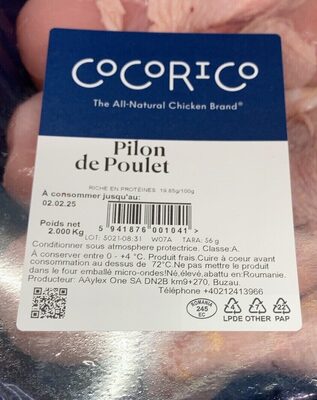 COCORICO
The All-Natural Chicken Brand®
Pilon
de Poulet
RICHE EN PROTÉINES: 19.85g/100g
À consommer jusqu'au:
02.02.25
Poids net
2.000 Kg
5 941876 001041 >
LOT: 5021-08:31 W07A TARA: 56 g
Conditionner sous atmosphere protectrice. Classe:A.
À conserver entre 0 - +4 °C. Produit frais.Cuire à coeur avant
consommation au dessus de 72°C.Ne pas mettre le produit
dans le four emballé micro-ondes!Né,élevé,abattu en:Roumanie.
Producteur: AAylex One SA DN2B km9+270, Buzau.
Téléphone +40212413966
ROMANIA
245
EC
4 7 22
LPDE OTHER PAP